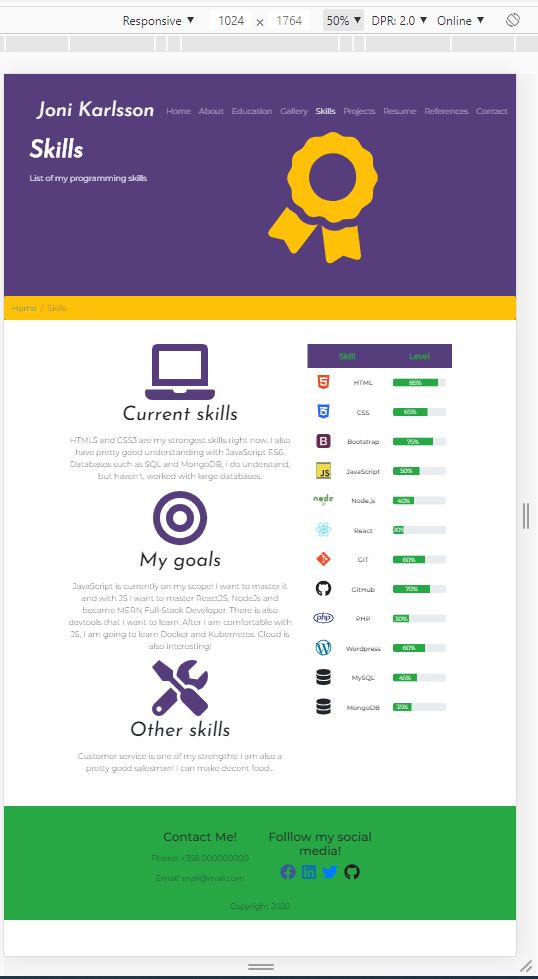 Responsive ▼ 1024 × 1764 50% ▼ DPR: 2.0 ▼ Online ▼
Joni Karlsson Home About Education Gallery Skills Projects Resume References Contact
Skills
List of my programming skills
Home / Skills
Current skills
HTML5 and CSS3 are my strongest skills right now. I also
have pretty good understanding with JavaScript ES6.
Databases such as SQL and MongoDB, I do understand,
but haven't, worked with large databases.
My goals
JavaScript is currently on my scope! I want to master it
and with JS I want to master ReactJS, NodeJs and
became MERN Full-Stack Developer. There is also
devtools that I want to learn. After I am comfortable with
JS, I am going to learn Docker and Kubernetes. Cloud is
also interesting!
Other skills
Customer service is one of my strengths! I am also a
pretty good salesman! I can make decent food...
Skill Level
HTML 85%
CSS 65%
Bootstrap 75%
JS JavaScript 50%
node Node.js 40%
React 20%
GIT 60%
GitHub 70%
php PHP 30%
Wordpress 60%
MySQL 45%
MongoDB 35%
Contact Me!
Phone: +358 000000000
Email: mail@mail.com
Folllow my social
media!
Copyright 2020